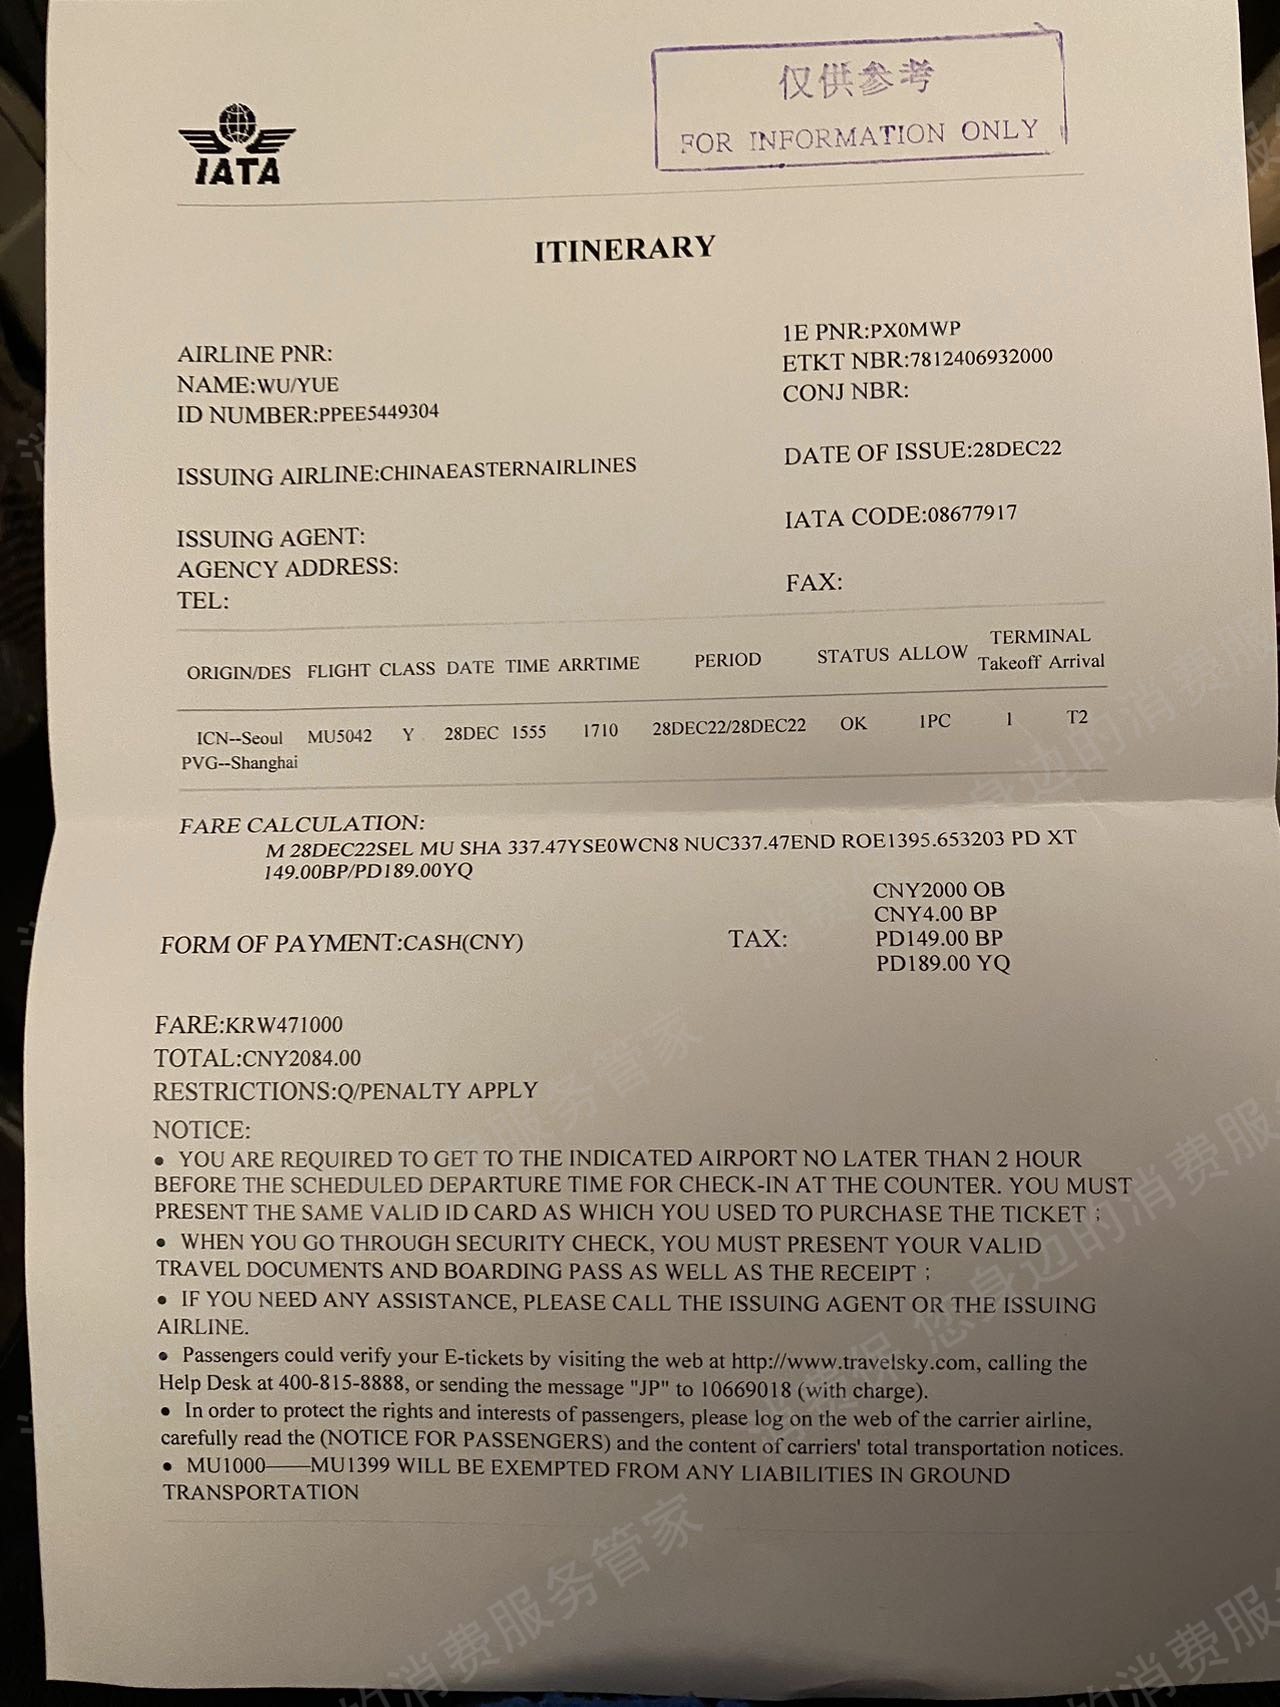 仅供参考
FOR INFORMATION ONLY
IATA
ITINERARY
AIRLINE PNR:
1E PNR:PX0MWP
NAME:WU/YUE
ETKT NBR:7812406932000
ID NUMBER:PPEE5449304
CONJ NBR:
ISSUING AIRLINE:CHINAEASTERNAIRLINES
DATE OF ISSUE:28DEC22
ISSUING AGENT:
IATA CODE:08677917
AGENCY ADDRESS:
TEL:
FAX:
TERMINAL
ORIGIN/DES FLIGHT CLASS DATE TIME ARRTIME PERIOD STATUS ALLOW Takeoff Arrival
ICN--Seoul MU5042 Y 28DEC 1555 1710 28DEC22/28DEC22 OK 1PC 1 T2
PVG--Shanghai
FARE CALCULATION:
M 28DEC22SEL MU SHA 337.47YSE0WCN8 NUC337.47END ROE1395.653203 PD XT
149.00BP/PD189.00YQ
CNY2000 OB
CNY4.00 BP
FORM OF PAYMENT:CASH(CNY) TAX: PD149.00 BP
PD189.00 YQ
FARE:KRW471000
TOTAL:CNY2084.00
RESTRICTIONS:Q/PENALTY APPLY
NOTICE:
• YOU ARE REQUIRED TO GET TO THE INDICATED AIRPORT NO LATER THAN 2 HOUR
BEFORE THE SCHEDULED DEPARTURE TIME FOR CHECK-IN AT THE COUNTER. YOU MUST
PRESENT THE SAME VALID ID CARD AS WHICH YOU USED TO PURCHASE THE TICKET；
• WHEN YOU GO THROUGH SECURITY CHECK, YOU MUST PRESENT YOUR VALID
TRAVEL DOCUMENTS AND BOARDING PASS AS WELL AS THE RECEIPT；
• IF YOU NEED ANY ASSISTANCE, PLEASE CALL THE ISSUING AGENT OR THE ISSUING
AIRLINE.
• Passengers could verify your E-tickets by visiting the web at http://www.travelsky.com, calling the
Help Desk at 400-815-8888, or sending the message "JP" to 10669018 (with charge).
• In order to protect the rights and interests of passengers, please log on the web of the carrier airline,
carefully read the (NOTICE FOR PASSENGERS) and the content of carriers' total transportation notices.
• MU1000——MU1399 WILL BE EXEMPTED FROM ANY LIABILITIES IN GROUND
TRANSPORTATION
消费保 您身边的消费服务管家